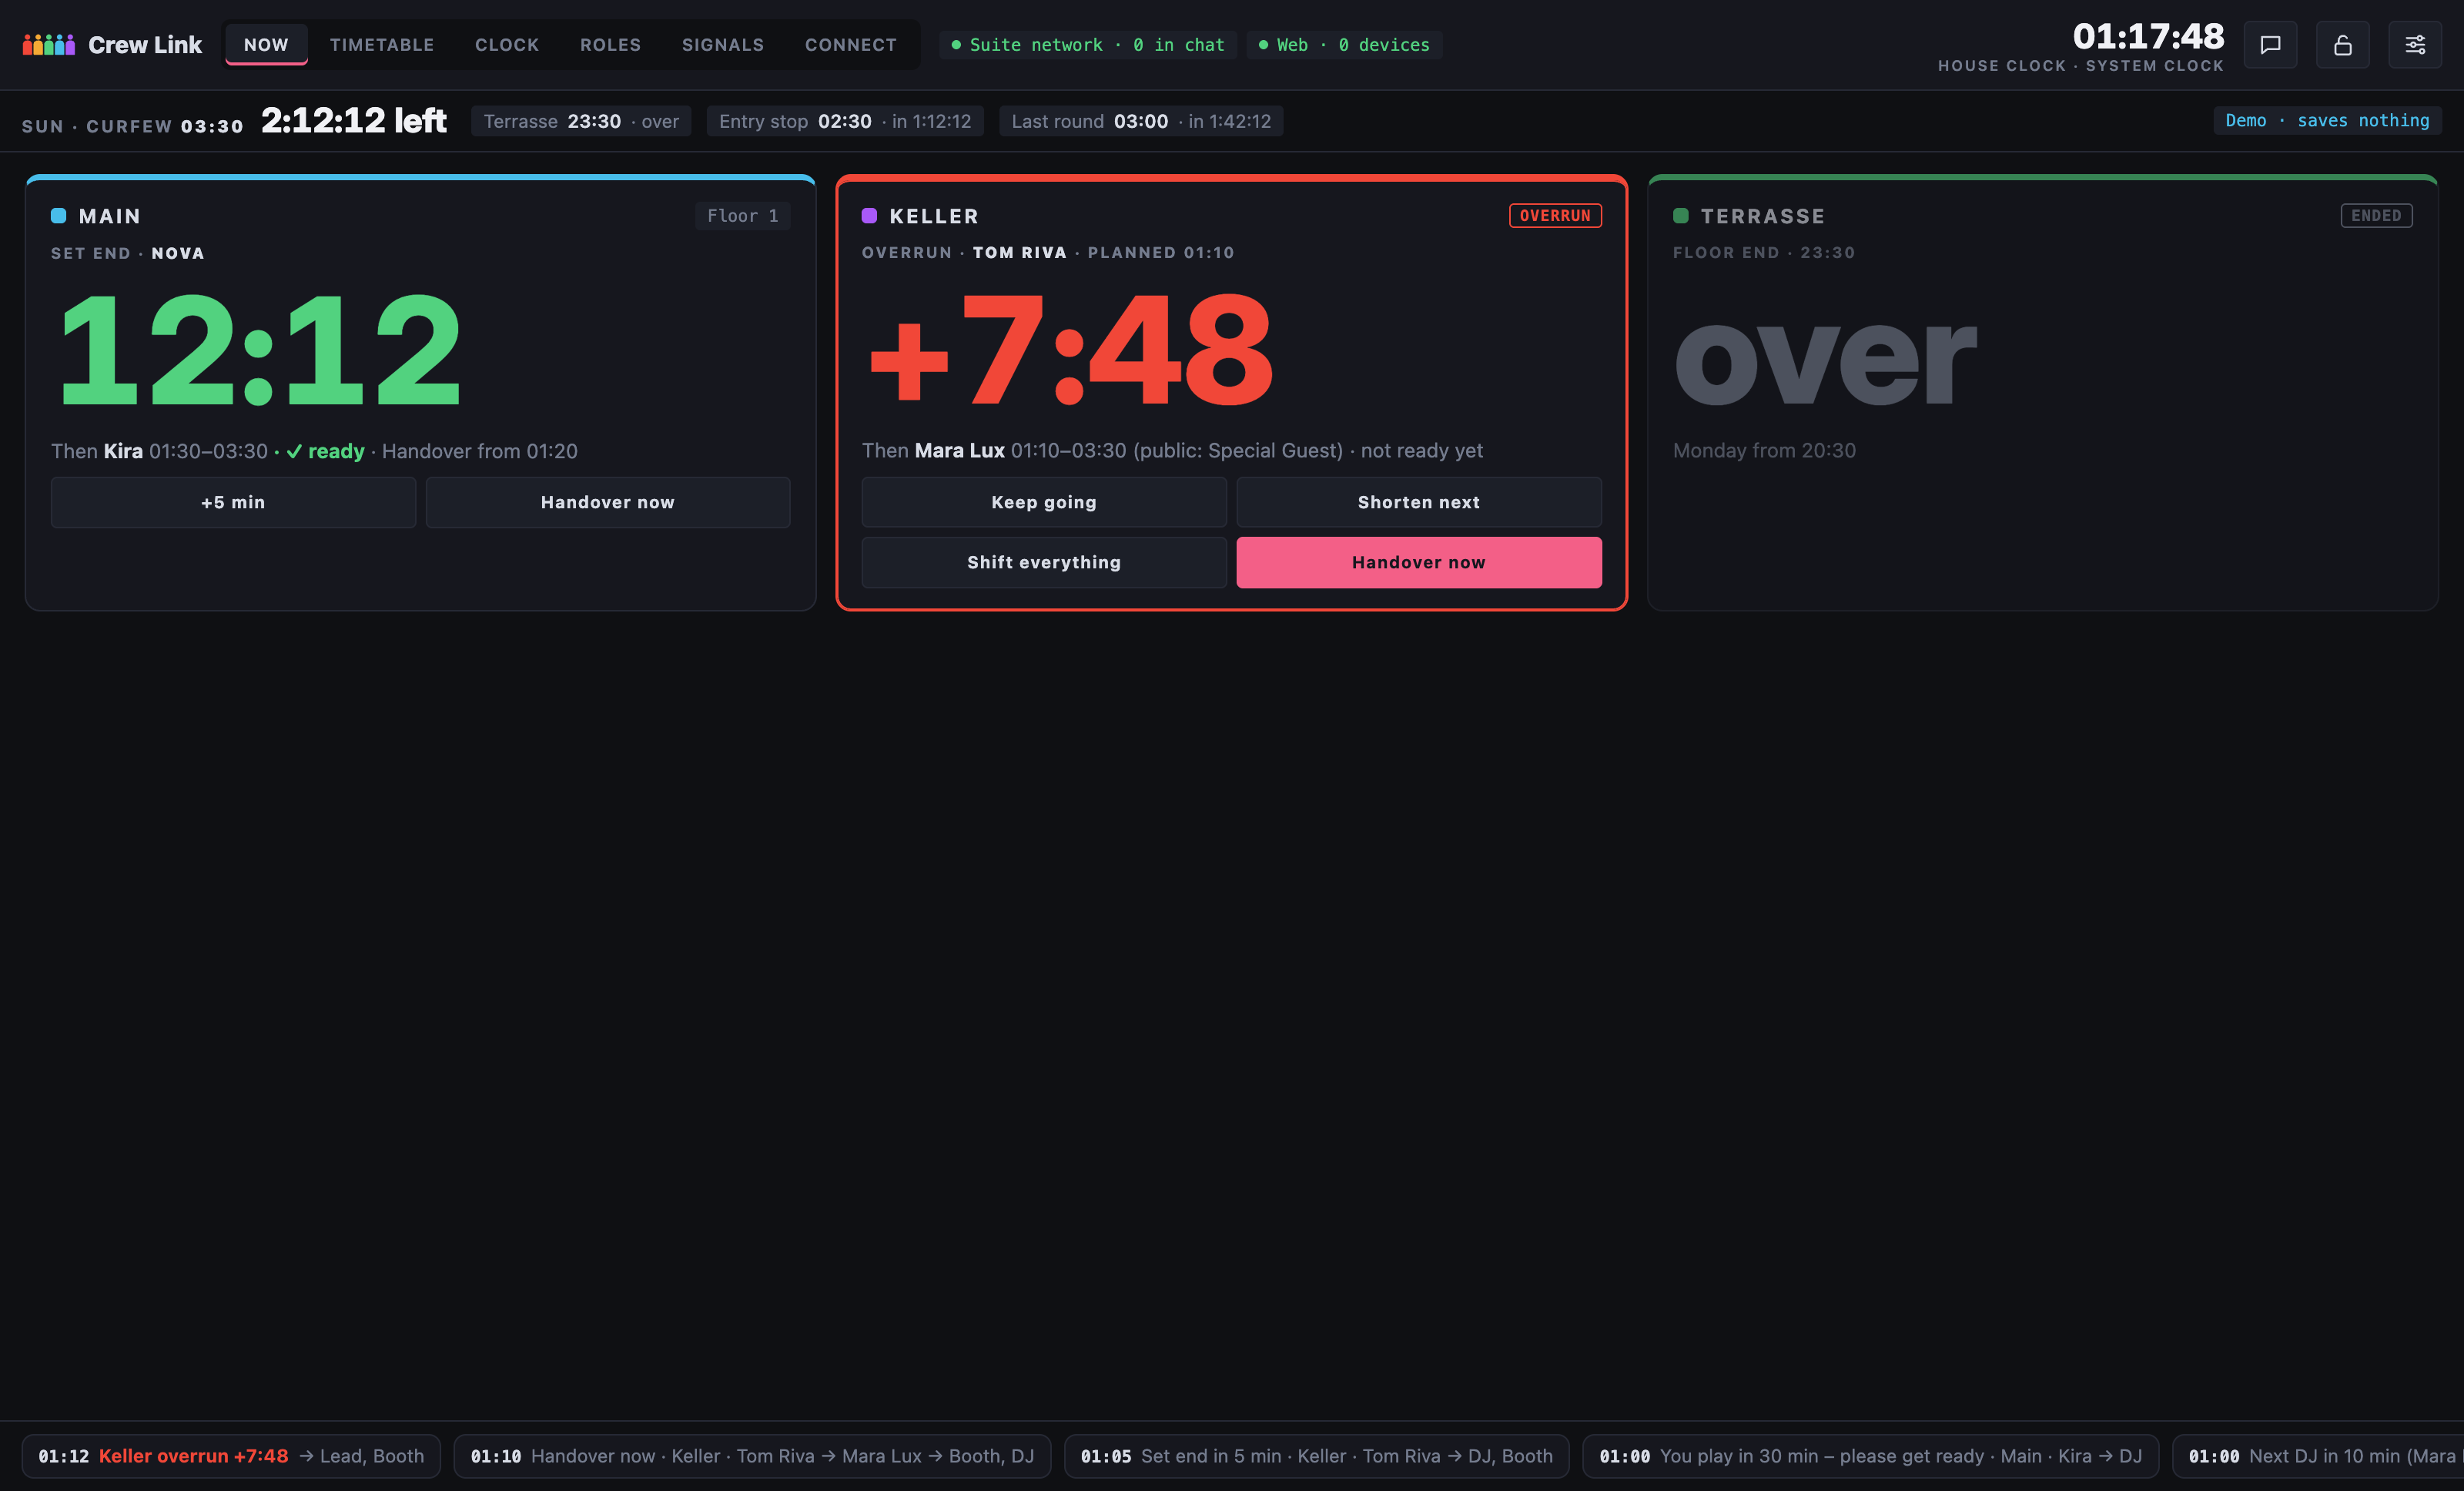 Crew Link NOW TIMETABLE CLOCK ROLES SIGNALS CONNECT Suite network · 0 in chat Web · 0 devices 01:17:48
HOUSE CLOCK · SYSTEM CLOCK
SUN · CURFEW 03:30 2:12:12 left Terrasse 23:30 · over Entry stop 02:30 · in 1:12:12 Last round 03:00 · in 1:42:12 Demo · saves nothing
MAIN Floor 1
SET END · NOVA
12:12
Then Kira 01:30–03:30 · ✓ ready · Handover from 01:20
+5 min Handover now
KELLER OVERRUN
OVERRUN · TOM RIVA · PLANNED 01:10
+7:48
Then Mara Lux 01:10–03:30 (public: Special Guest) · not ready yet
Keep going Shorten next
Shift everything Handover now
TERRASSE ENDED
FLOOR END · 23:30
over
Monday from 20:30
01:12 Keller overrun +7:48 → Lead, Booth 01:10 Handover now · Keller · Tom Riva → Mara Lux → Booth, DJ 01:05 Set end in 5 min · Keller · Tom Riva → DJ, Booth 01:00 You play in 30 min – please get ready · Main · Kira → DJ 01:00 Next DJ in 10 min (Mara